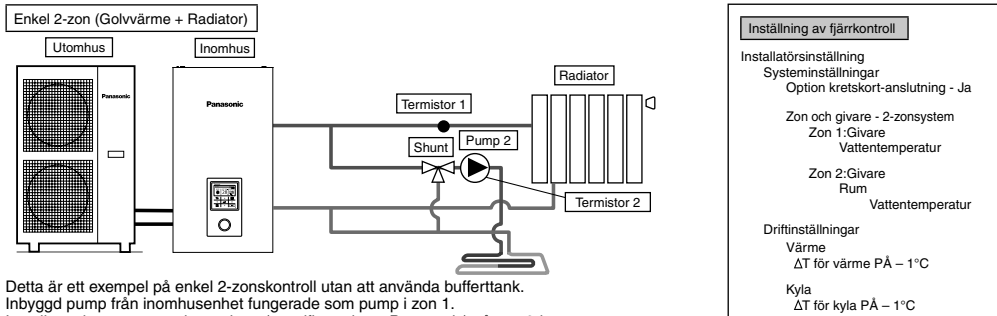 Enkel 2-zon (Golvvärme + Radiator)
Utomhus
Inomhus
Panasonic
Panasonic
Termistor 1
Radiator
Shunt
Pump 2
Termistor 2
Detta är ett exempel på enkel 2-zonskontroll utan att använda bufferttank.
Inbyggd pump från inomhusenhet fungerade som pump i zon 1.
Inställning av fjärrkontroll
Installatörsinställning
Systeminställningar
Option kretskort-anslutning - Ja
Zon och givare - 2-zonsystem
Zon 1:Givare
Vattentemperatur
Zon 2:Givare
Rum
Vattentemperatur
Driftinställningar
Värme
ΔT för värme PÅ – 1°C
Kyla
ΔT för kyla PÅ – 1°C